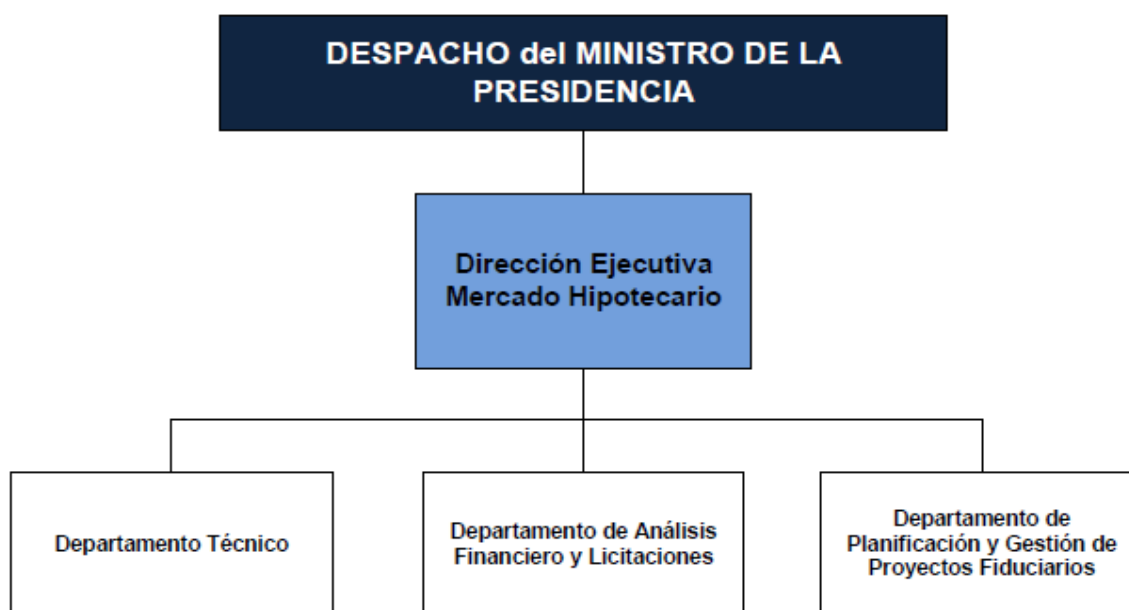 DESPACHO del MINISTRO DE LA
PRESIDENCIA
Dirección Ejecutiva
Mercado Hipotecario
Departamento Técnico
Departamento de Análisis
Financiero y Licitaciones
Departamento de
Planificación y Gestión de
Proyectos Fiduciarios